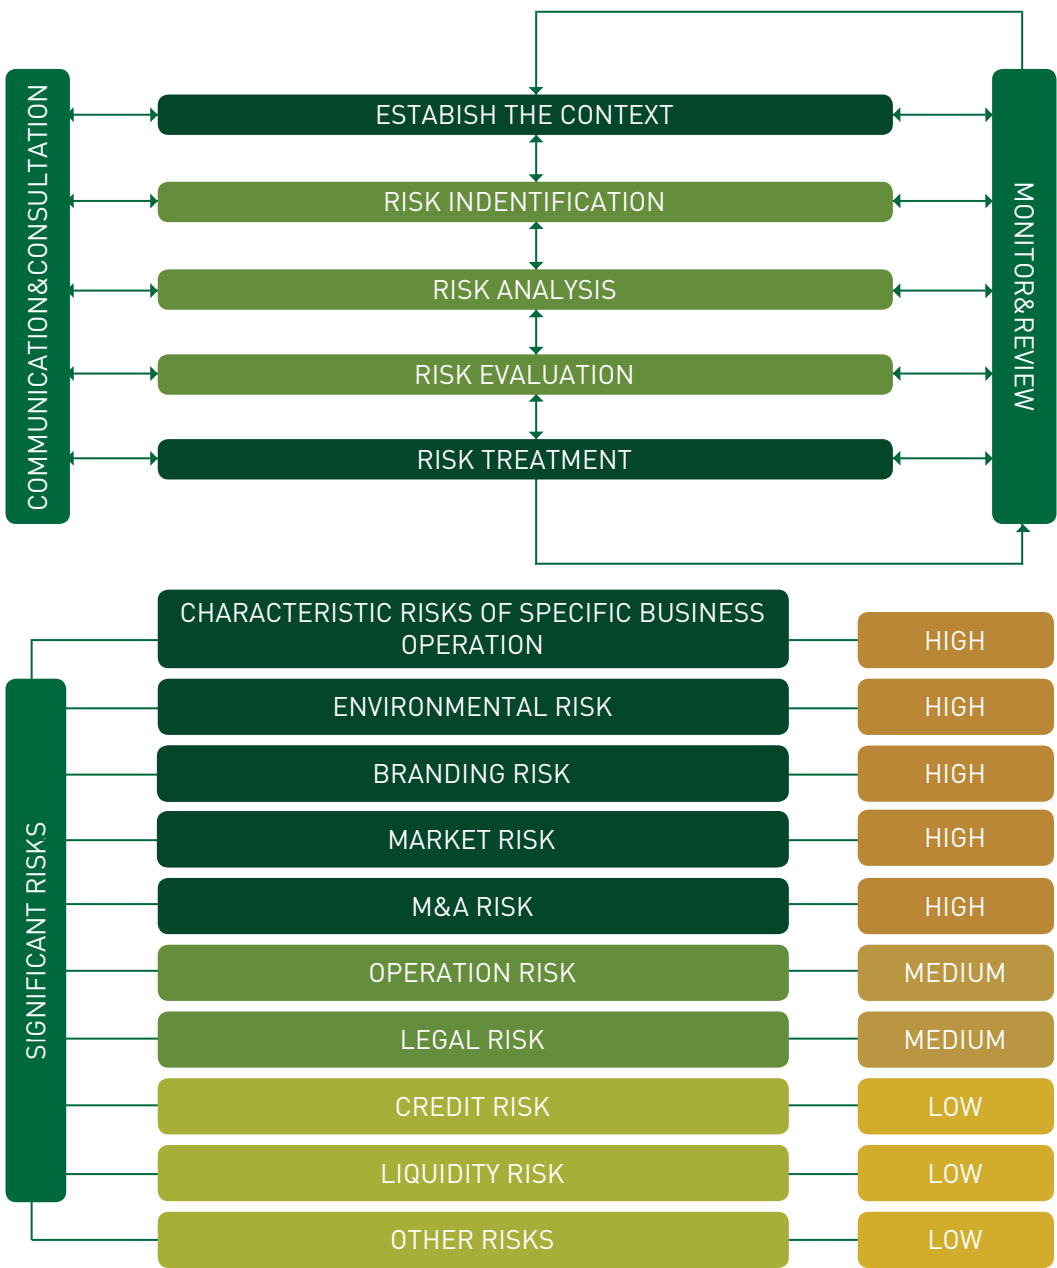 COMMUNICATION&CONSULTATION
ESTABISH THE CONTEXT
RISK INDENTIFICATION
RISK ANALYSIS
RISK EVALUATION
RISK TREATMENT
MONITOR&REVIEW
SIGNIFICANT RISKS
CHARACTERISTIC RISKS OF SPECIFIC BUSINESS
OPERATION
HIGH
ENVIRONMENTAL RISK
HIGH
BRANDING RISK
HIGH
MARKET RISK
HIGH
M&A RISK
HIGH
OPERATION RISK
MEDIUM
LEGAL RISK
MEDIUM
CREDIT RISK
LOW
LIQUIDITY RISK
LOW
OTHER RISKS
LOW